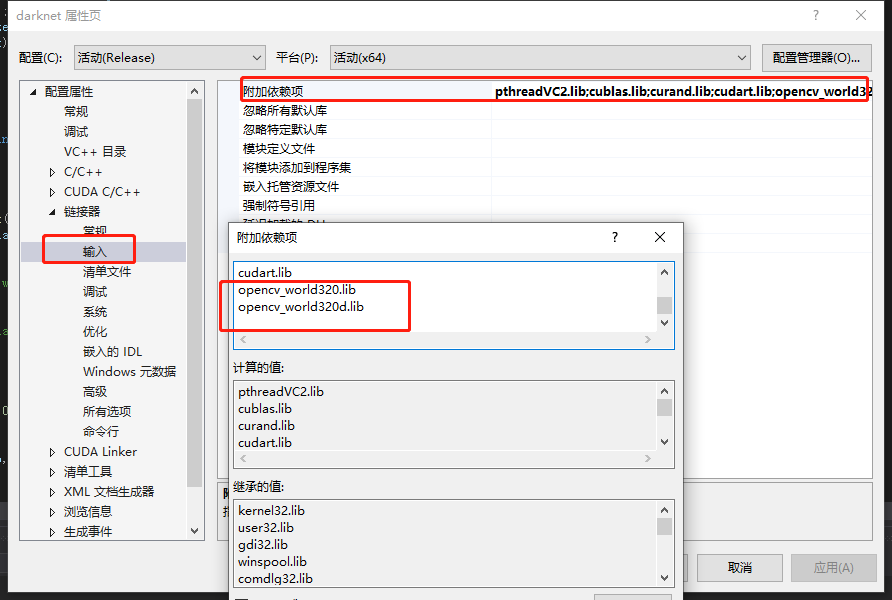 darknet 属性页
配置(C): 活动(Release) 平台(P): 活动(x64) 配置管理器(O)...
配置属性
常规
调试
VC++ 目录
C/C++
CUDA C/C++
链接器
常规
输入
清单文件
调试
系统
优化
嵌入的 IDL
Windows 元数据
高级
所有选项
命令行
CUDA Linker
清单工具
XML 文档生成器
浏览信息
生成事件
附加依赖项 pthreadVC2.lib;cublas.lib;curand.lib;cudart.lib;opencv_world32
忽略所有默认库
忽略特定默认库
模块定义文件
将模块添加到程序集
嵌入托管资源文件
强制符号引用
附加依赖项
cudart.lib
opencv_world320.lib
opencv_world320d.lib
计算的值:
pthreadVC2.lib
cublas.lib
curand.lib
cudart.lib
继承的值:
kernel32.lib
user32.lib
gdi32.lib
winspool.lib
comdlg32.lib
取消
应用(A)